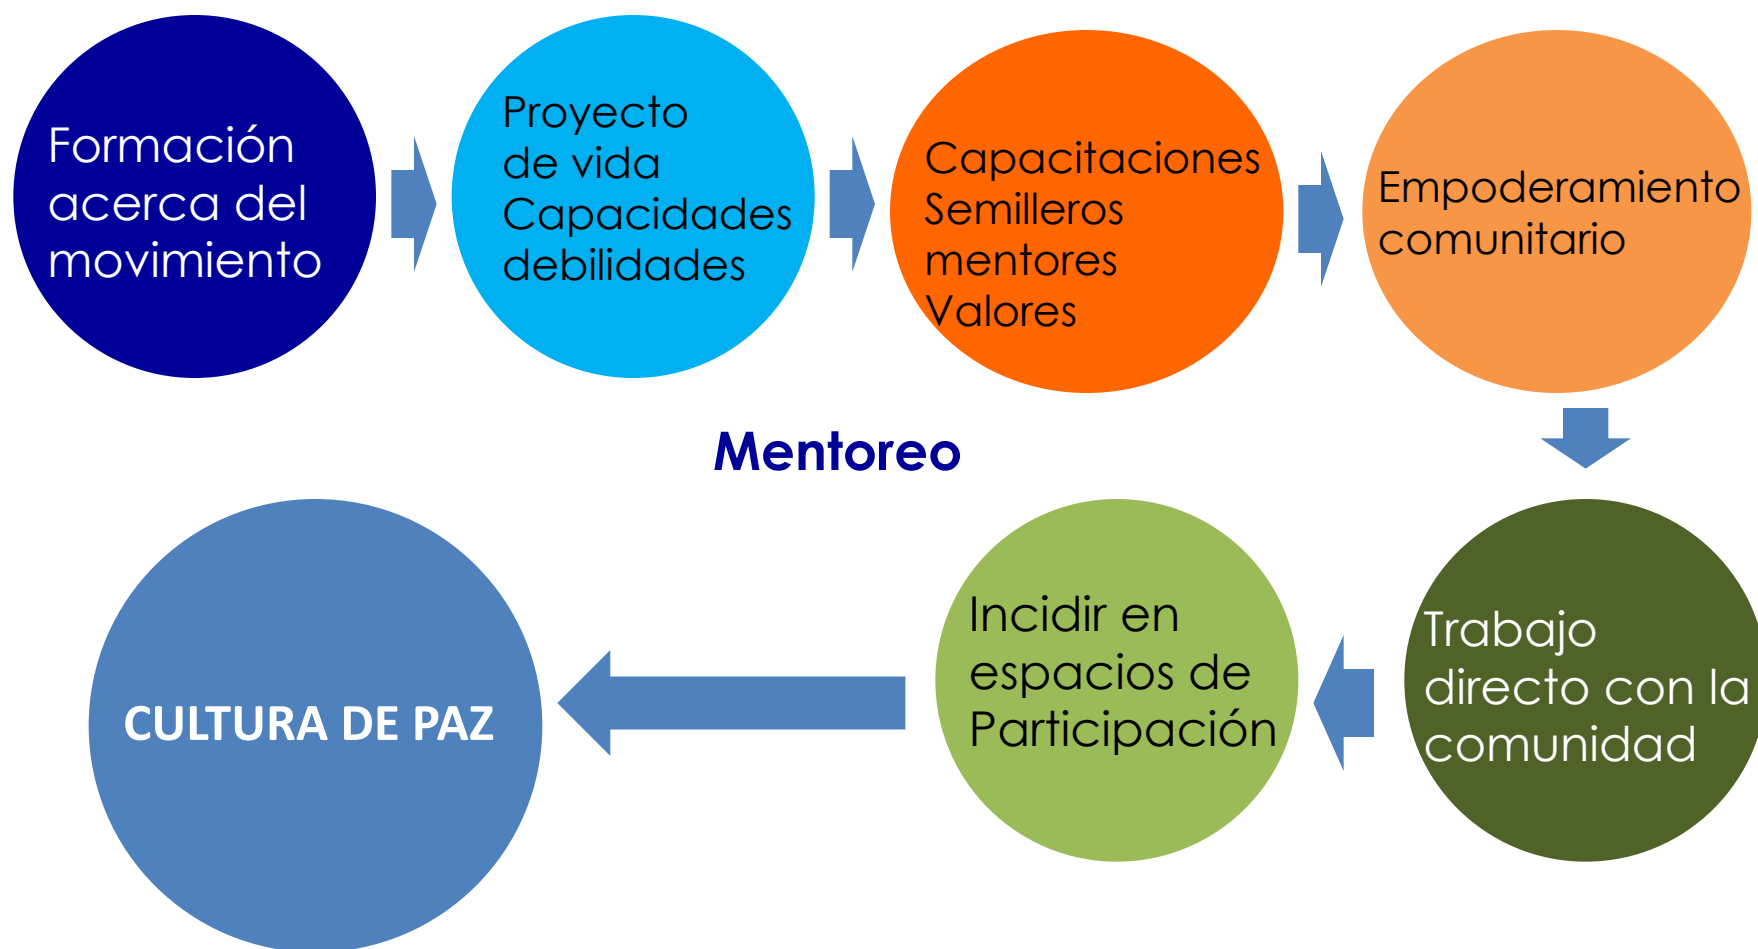 Formación
acerca del
movimiento
Proyecto
de vida
Capacidades
debilidades
Capacitaciones
Semilleros
mentores
Valores
Empoderamiento
comunitario
Mentoreo
Trabajo
directo con la
comunidad
Incidir en
espacios de
Participación
CULTURA DE PAZ